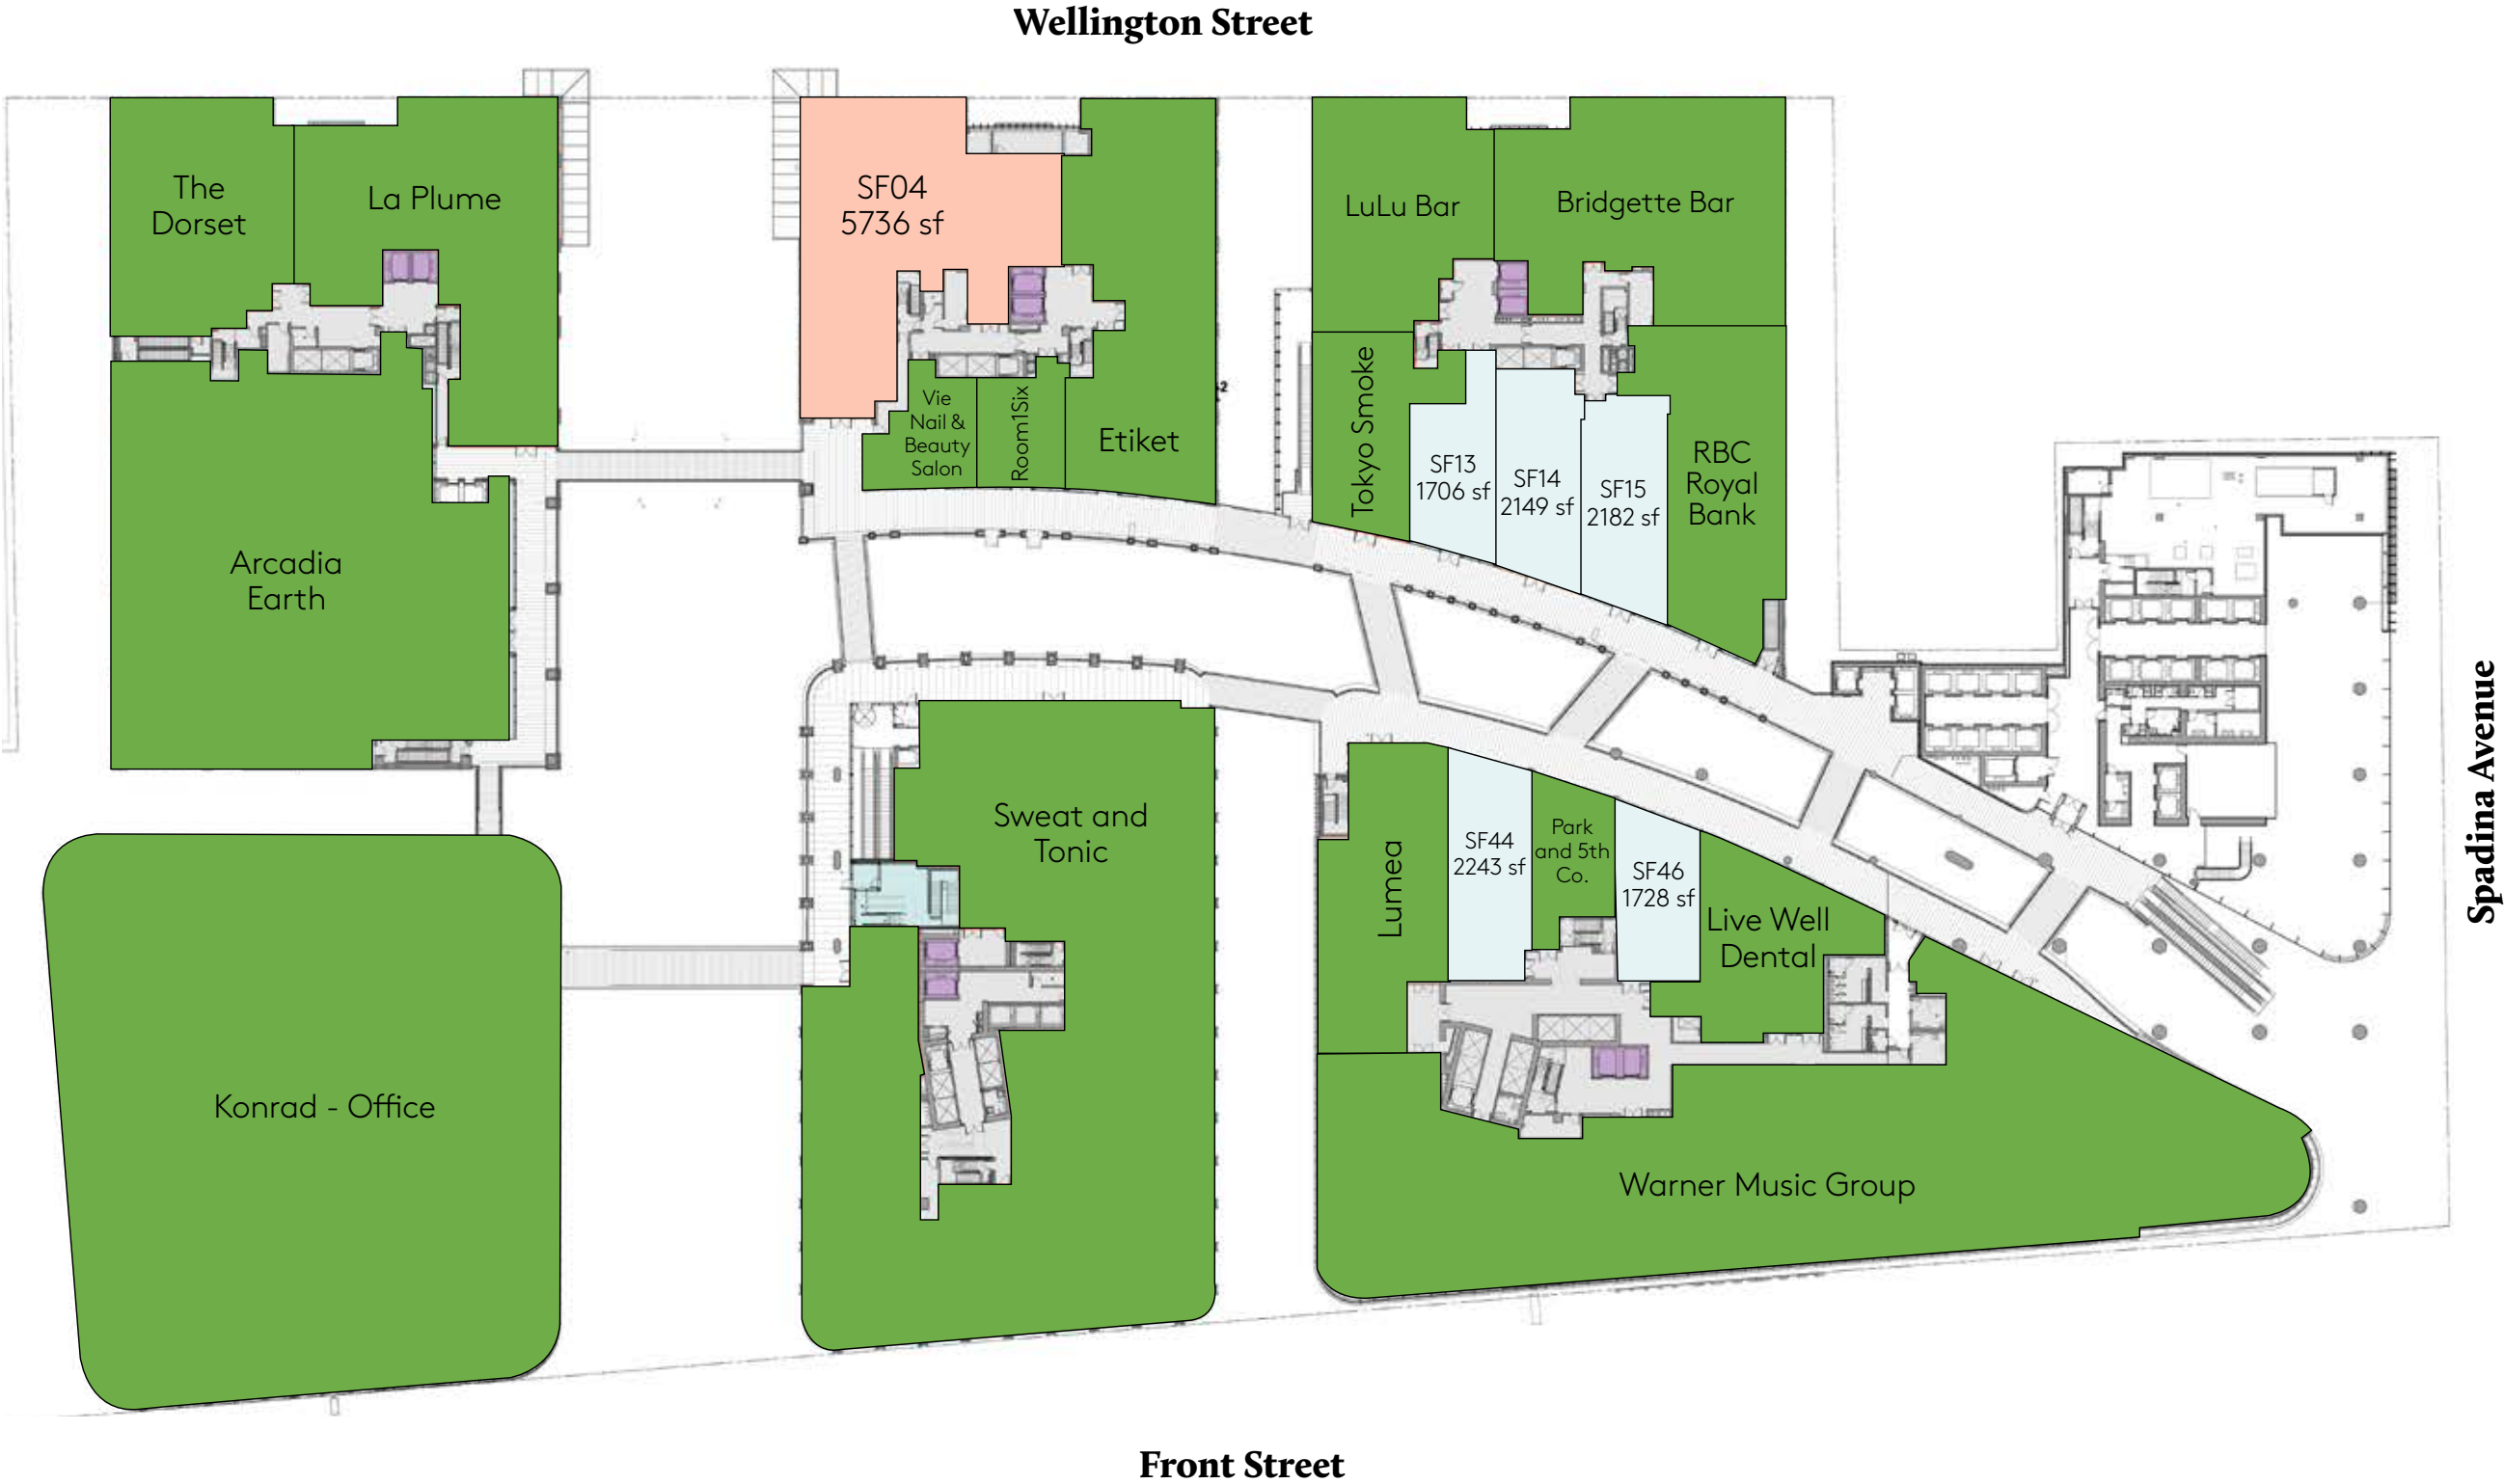 Wellington Street
The
Dorset
La Plume
SF04
5736 sf
LuLu Bar
Bridgette Bar
Vie
Nail &
Beauty
Salon
Room1Six
Etiket
Tokyo Smoke
SF13
1706 sf
SF14
2149 sf
SF15
2182 sf
RBC
Royal
Bank
Arcadia
Earth
Sweat and
Tonic
Lumea
SF44
2243 sf
Park
and 5th
Co.
SF46
1728 sf
Live Well
Dental
Spadina Avenue
Konrad - Office
Warner Music Group
Front Street